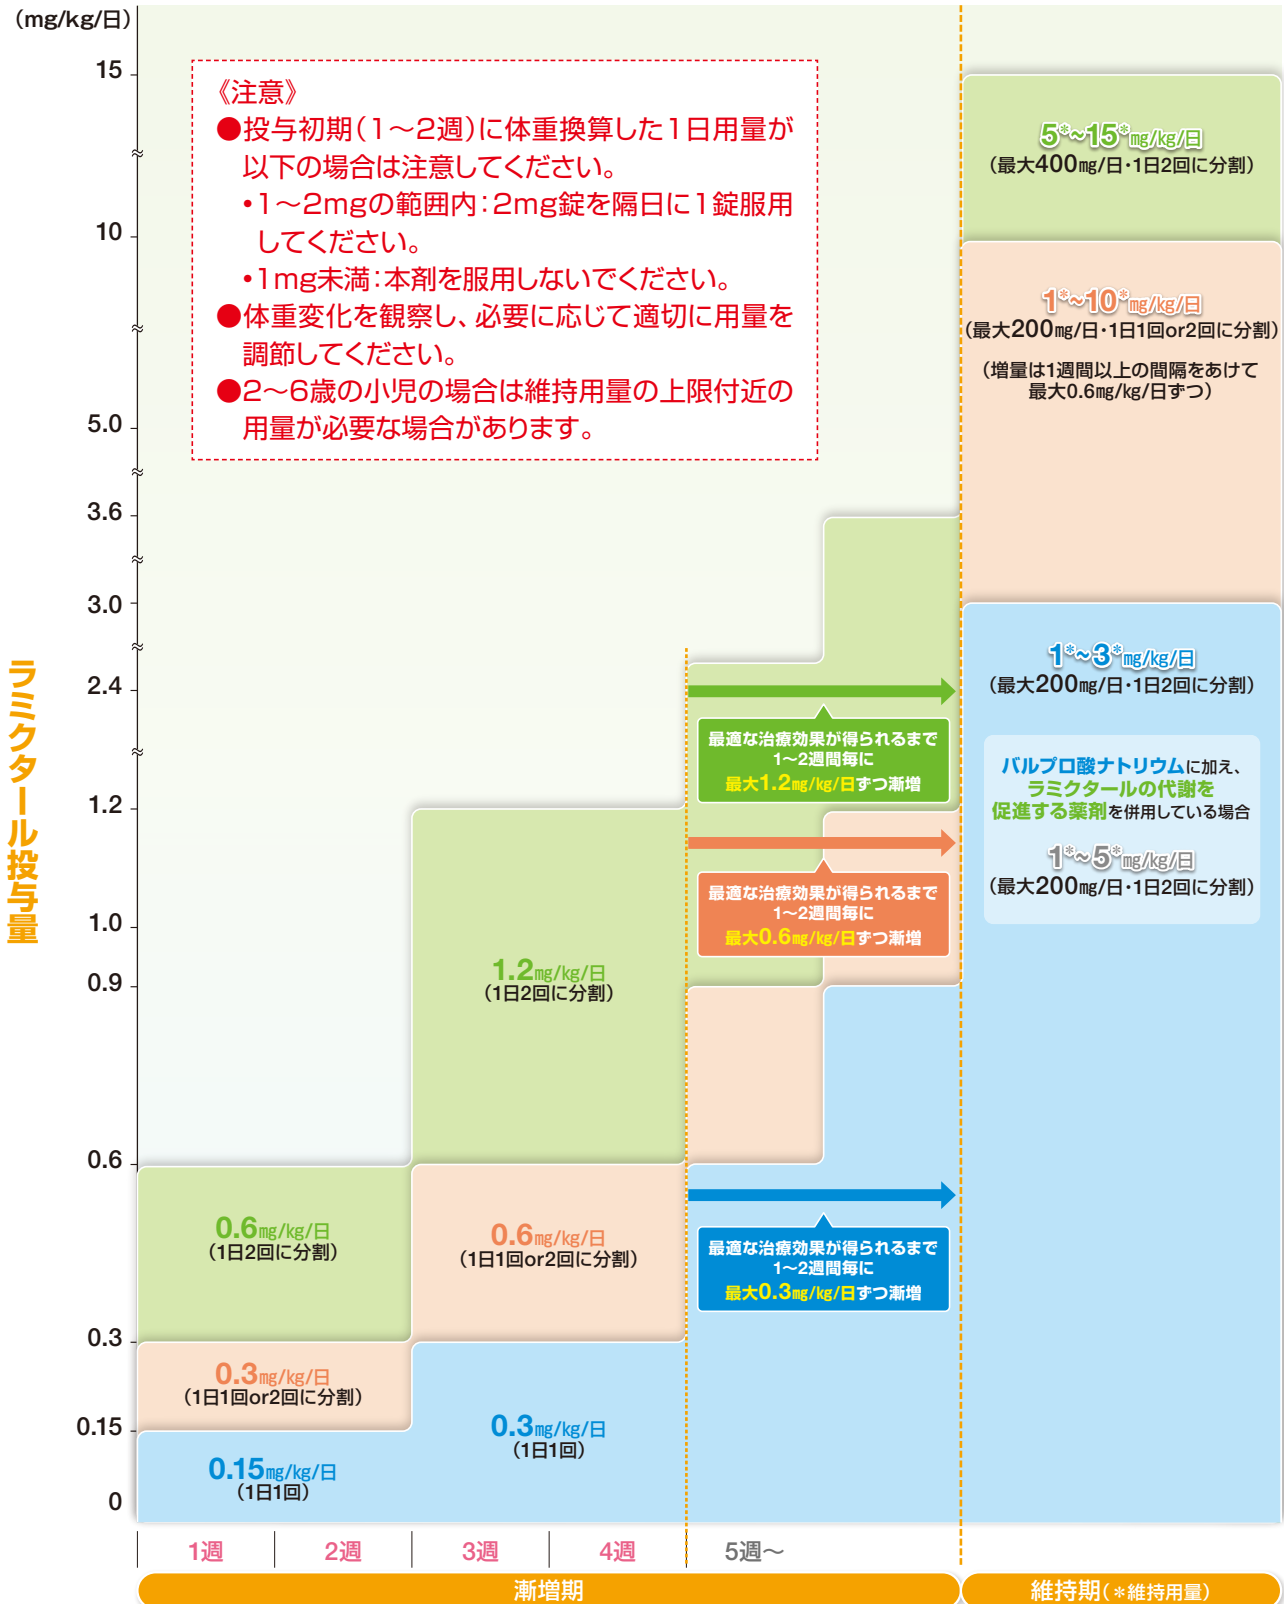 (mg/kg/日)
15
10
5.0
3.6
3.0
2.4
1.2
1.0
0.9
0.6
0.3
0.15
0
ラミクタール投与量
《注意》
●投与初期(1〜2週)に体重換算した1日用量が
以下の場合は注意してください。
•1〜2mgの範囲内:2mg錠を隔日に1錠服用
してください。
•1mg未満:本剤を服用しないでください。
●体重変化を観察し、必要に応じて適切に用量を
調節してください。
●2〜6歳の小児の場合は維持用量の上限付近の
用量が必要な場合があります。
5*~15*mg/kg/日
(最大400mg/日・1日2回に分割)
1*~10*mg/kg/日
(最大200mg/日・1日1回or2回に分割)
(増量は1週間以上の間隔をあけて
最大0.6mg/kg/日ずつ)
1*~3*mg/kg/日
(最大200mg/日・1日2回に分割)
バルプロ酸ナトリウムに加え、
ラミクタールの代謝を
促進する薬剤を併用している場合
1*~5*mg/kg/日
(最大200mg/日・1日2回に分割)
最適な治療効果が得られるまで
1〜2週間毎に
最大1.2mg/kg/日ずつ漸増
最適な治療効果が得られるまで
1〜2週間毎に
最大0.6mg/kg/日ずつ漸増
最適な治療効果が得られるまで
1〜2週間毎に
最大0.3mg/kg/日ずつ漸増
1.2mg/kg/日
(1日2回に分割)
0.6mg/kg/日
(1日2回に分割)
0.6mg/kg/日
(1日1回or2回に分割)
0.3mg/kg/日
(1日1回or2回に分割)
0.3mg/kg/日
(1日1回)
0.15mg/kg/日
(1日1回)
1週
2週
3週
4週
5週〜
漸増期
維持期(*維持用量)